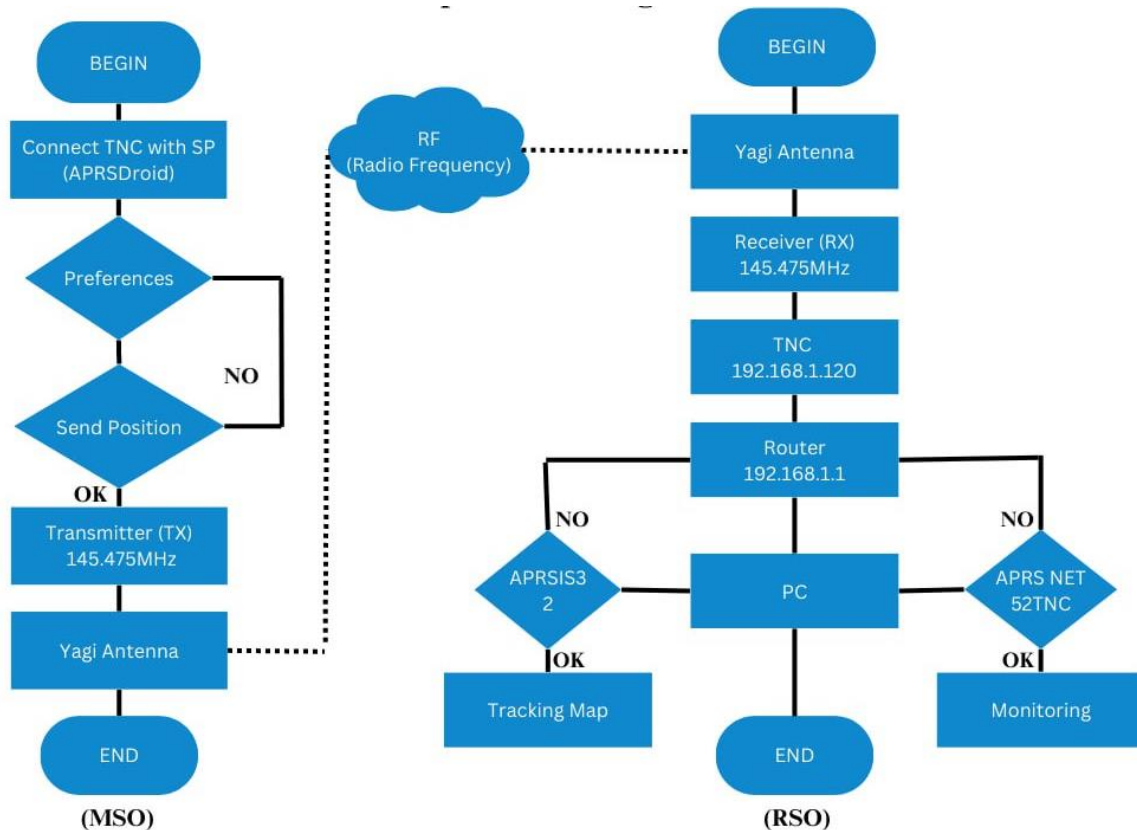 BEGIN
Connect TNC with SP
(APRSDroid)
Preferences
NO
Send Position
OK
Transmitter (TX)
145.475MHz
Yagi Antenna
END
(MSO)
RF
(Radio Frequency)
BEGIN
Yagi Antenna
Receiver (RX)
145.475MHz
TNC
192.168.1.120
Router
192.168.1.1
NO
NO
APRSIS3
2
PC
APRS NET
52TNC
OK
OK
Tracking Map
Monitoring
END
(RSO)